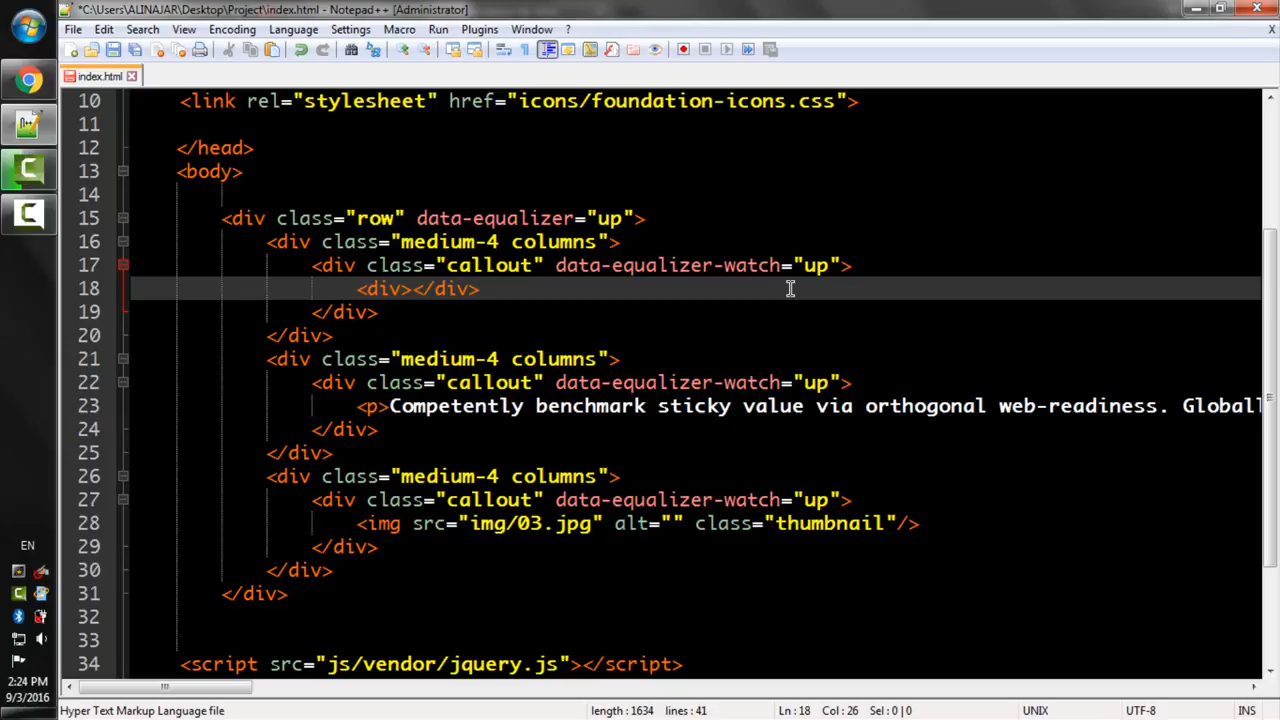 *C:\Users\ALINAJAR\Desktop\Project\index.html - Notepad++ [Administrator]
File Edit Search View Encoding Language Settings Macro Run Plugins Window ? X
index.html
10 <link rel="stylesheet" href="icons/foundation-icons.css">
11
12 </head>
13 <body>
14
15 <div class="row" data-equalizer="up">
16 <div class="medium-4 columns">
17 <div class="callout" data-equalizer-watch="up">
18 <div></div>
19 </div>
20 </div>
21 <div class="medium-4 columns">
22 <div class="callout" data-equalizer-watch="up">
23 <p>Competently benchmark sticky value via orthogonal web-readiness. Globall
24 </div>
25 </div>
26 <div class="medium-4 columns">
27 <div class="callout" data-equalizer-watch="up">
28 <img src="img/03.jpg" alt="" class="thumbnail"/>
29 </div>
30 </div>
31 </div>
32
33
34 <script src="js/vendor/jquery.js"></script>
EN
2:24 PM
9/3/2016
Hyper Text Markup Language file length : 1634 lines : 41 Ln : 18 Col : 26 Sel : 0 | 0 UNIX UTF-8 INS